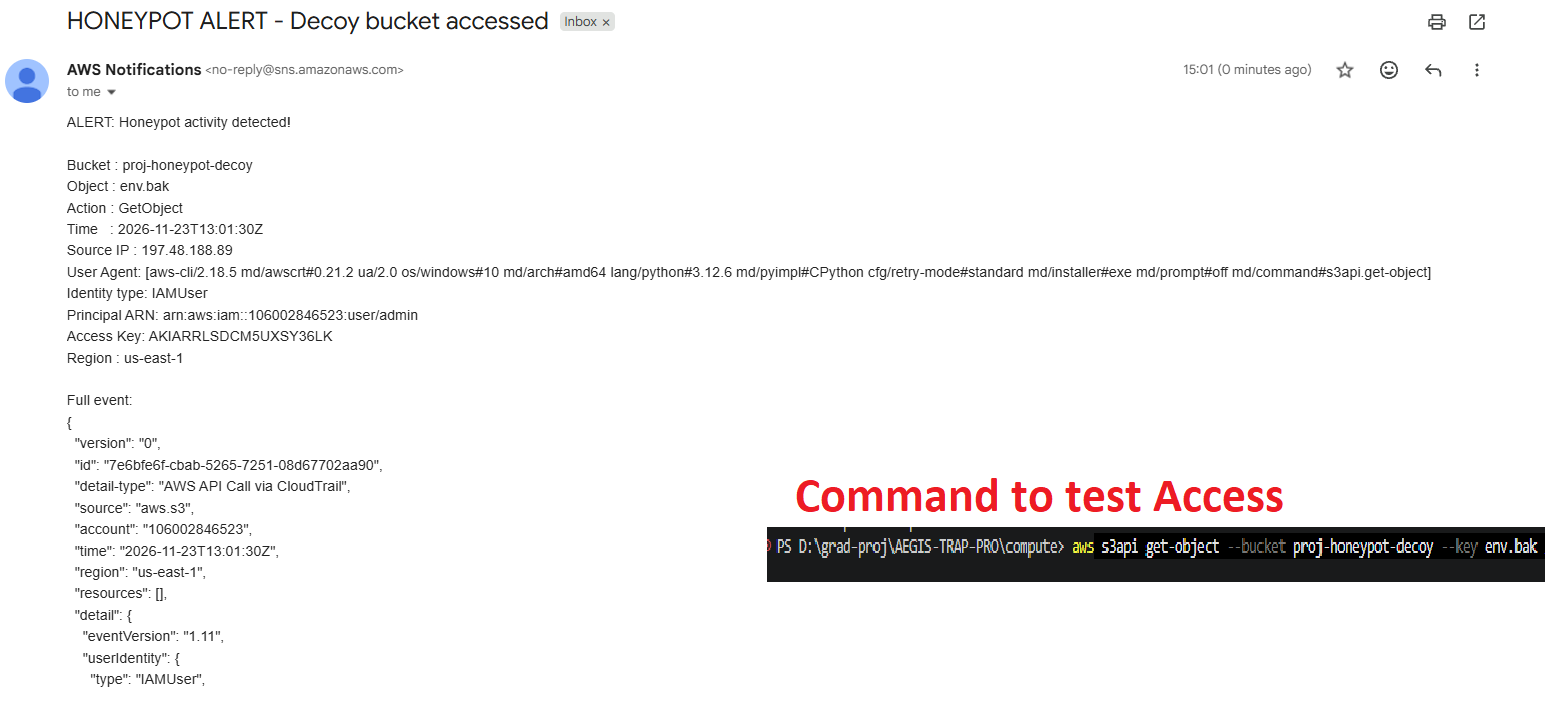 HONEYPOT ALERT - Decoy bucket accessed Inbox ×
AWS Notifications <no-reply@sns.amazonaws.com>
15:01 (0 minutes ago)
to me
ALERT: Honeypot activity detected!
Bucket : proj-honeypot-decoy
Object : env.bak
Action : GetObject
Time : 2026-11-23T13:01:30Z
Source IP : 197.48.188.89
User Agent: [aws-cli/2.18.5 md/awscrt#0.21.2 ua/2.0 os/windows#10 md/arch#amd64 lang/python#3.12.6 md/pyimpl#CPython cfg/retry-mode#standard md/installer#exe md/prompt#off md/command#s3api.get-object]
Identity type: IAMUser
Principal ARN: arn:aws:iam::106002846523:user/admin
Access Key: AKIARRLSDCM5UXSY36LK
Region : us-east-1
Full event:
{
"version": "0",
"id": "7e6bfe6f-cbab-5265-7251-08d67702aa90",
"detail-type": "AWS API Call via CloudTrail",
"source": "aws.s3",
"account": "106002846523",
"time": "2026-11-23T13:01:30Z",
"region": "us-east-1",
"resources": [],
"detail": {
"eventVersion": "1.11",
"userIdentity": {
"type": "IAMUser",
Command to test Access
PS D:\grad-proj\AEGIS-TRAP-PRO\compute> aws s3api get-object --bucket proj-honeypot-decoy --key env.bak